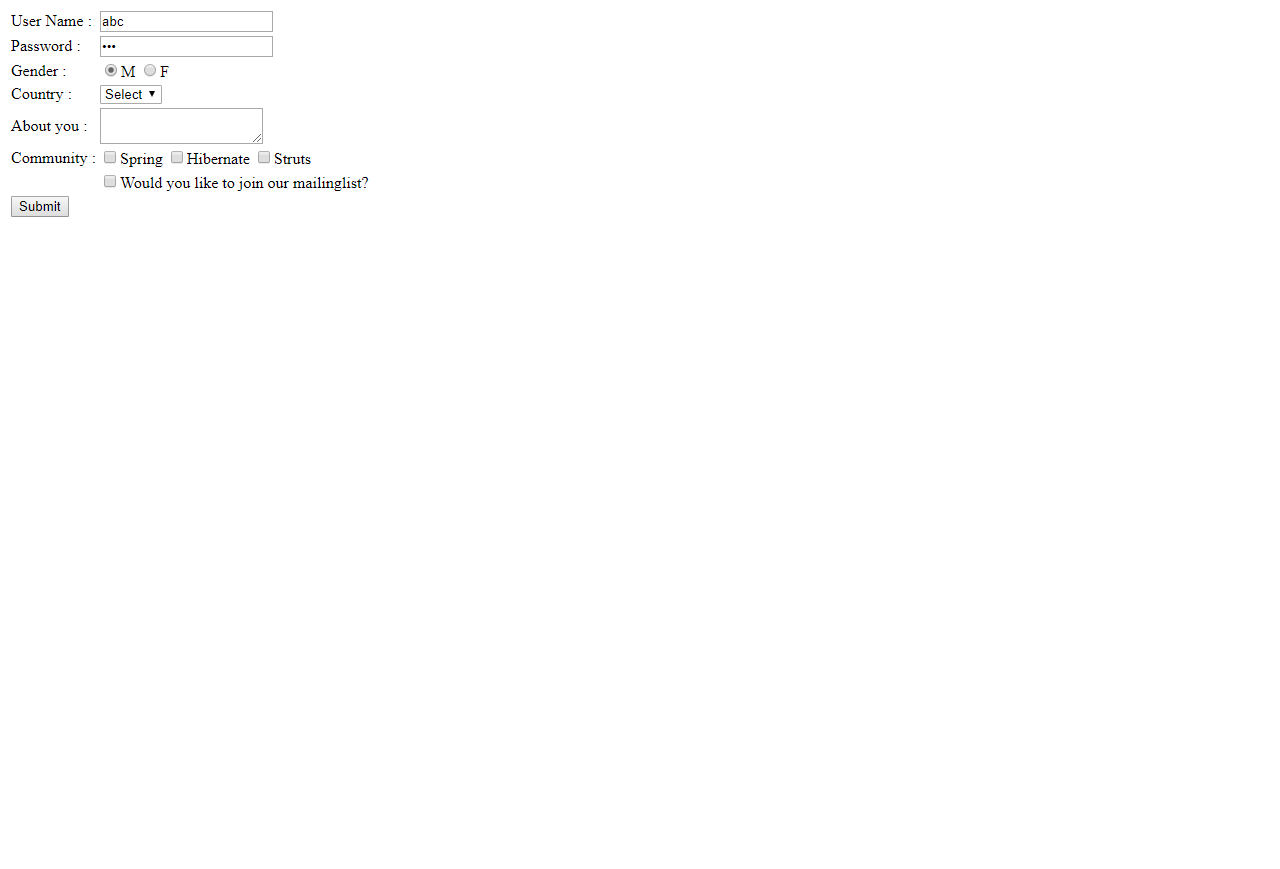 User Name : abc
Password : •••
Gender : M F
Country : Select
About you :
Community : Spring Hibernate Struts
Would you like to join our mailinglist?
Submit